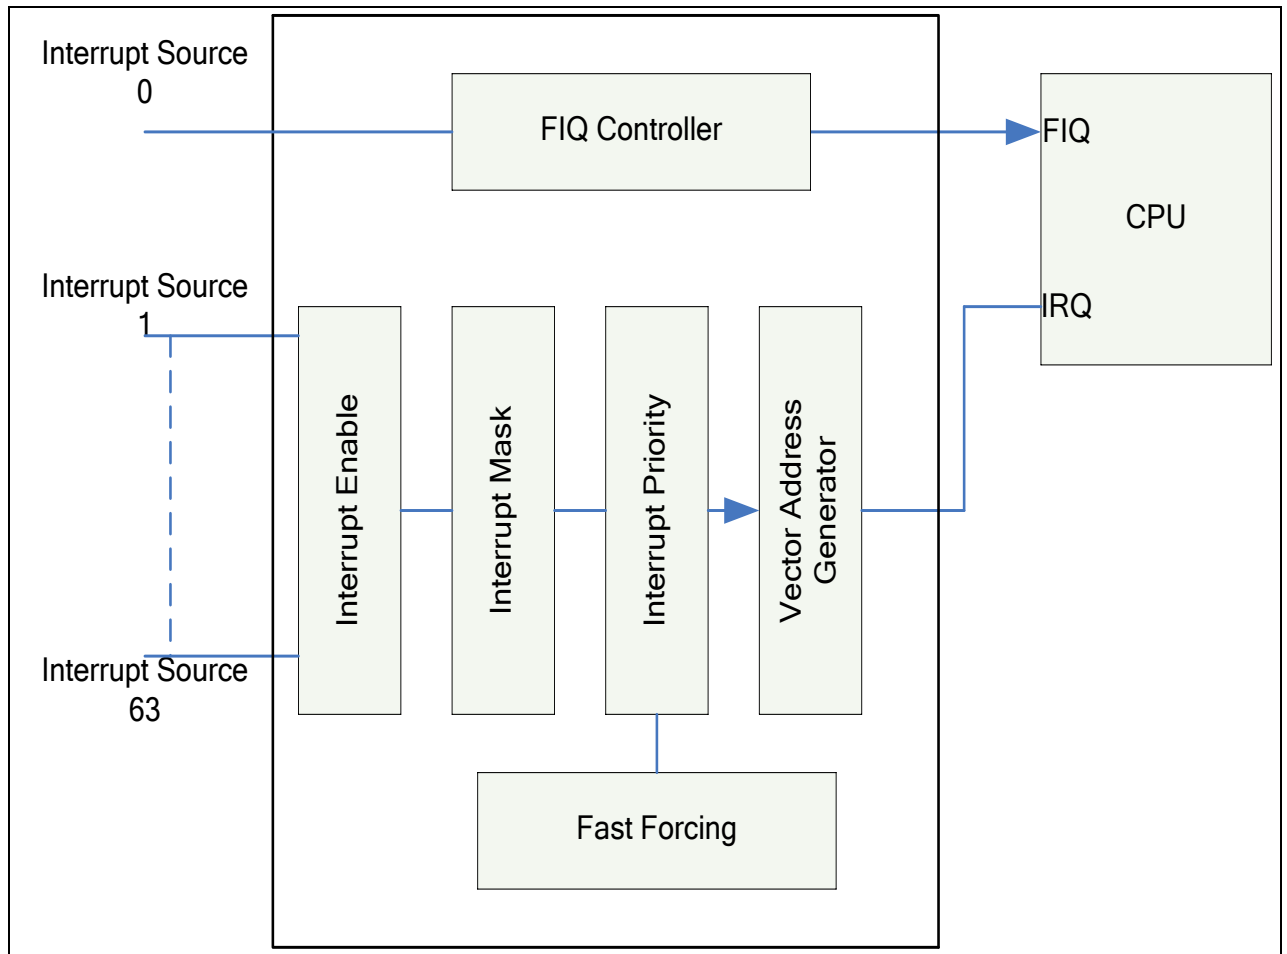 Interrupt Source
0
FIQ Controller
FIQ
CPU
IRQ
Interrupt Source
1
Interrupt Enable
Interrupt Mask
Interrupt Priority
Vector Address
Generator
Interrupt Source
63
Fast Forcing